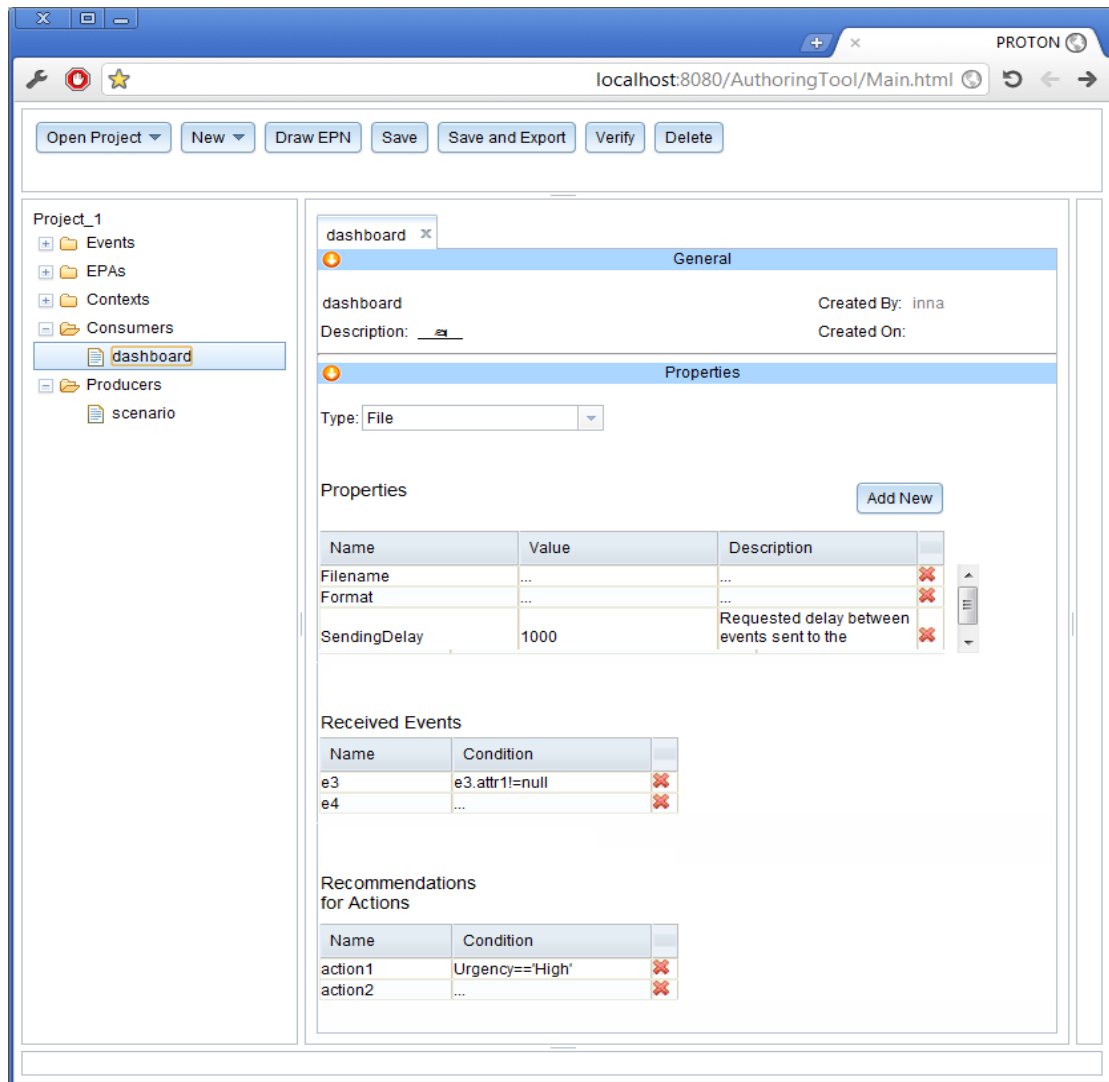 PROTON
localhost:8080/AuthoringTool/Main.html
Open Project New Draw EPN Save Save and Export Verify Delete
Project_1
Events
EPAs
Contexts
Consumers
dashboard
Producers
scenario
dashboard
General
dashboard Created By: inna
Description: Created On:
Properties
Type: File
Properties Add New
Name Value Description
Filename ... ...
Format ... ...
SendingDelay 1000 Requested delay between
events sent to the
Received Events
Name Condition
e3 e3.attr1!=null
e4 ...
Recommendations
for Actions
Name Condition
action1 Urgency=='High'
action2 ...